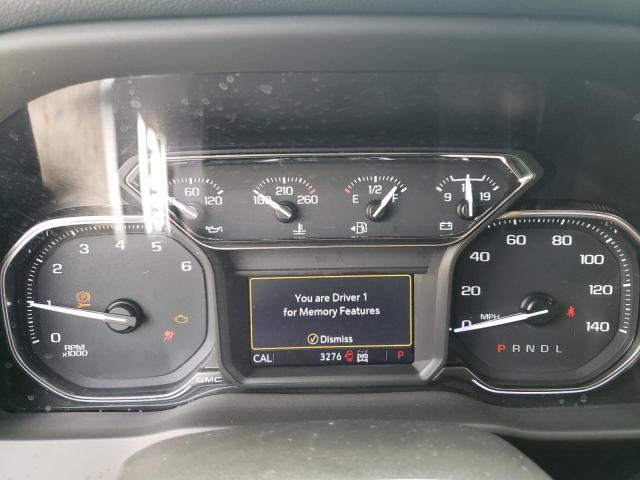 60
120
160
210
260
E
1/2
F
9
19
0
1
2
3
4
5
6
RPM
x1000
GMC
You are Driver 1
for Memory Features
Dismiss
CAL
3276
P
0
20
40
60
80
100
120
140
MPH
P R N D L